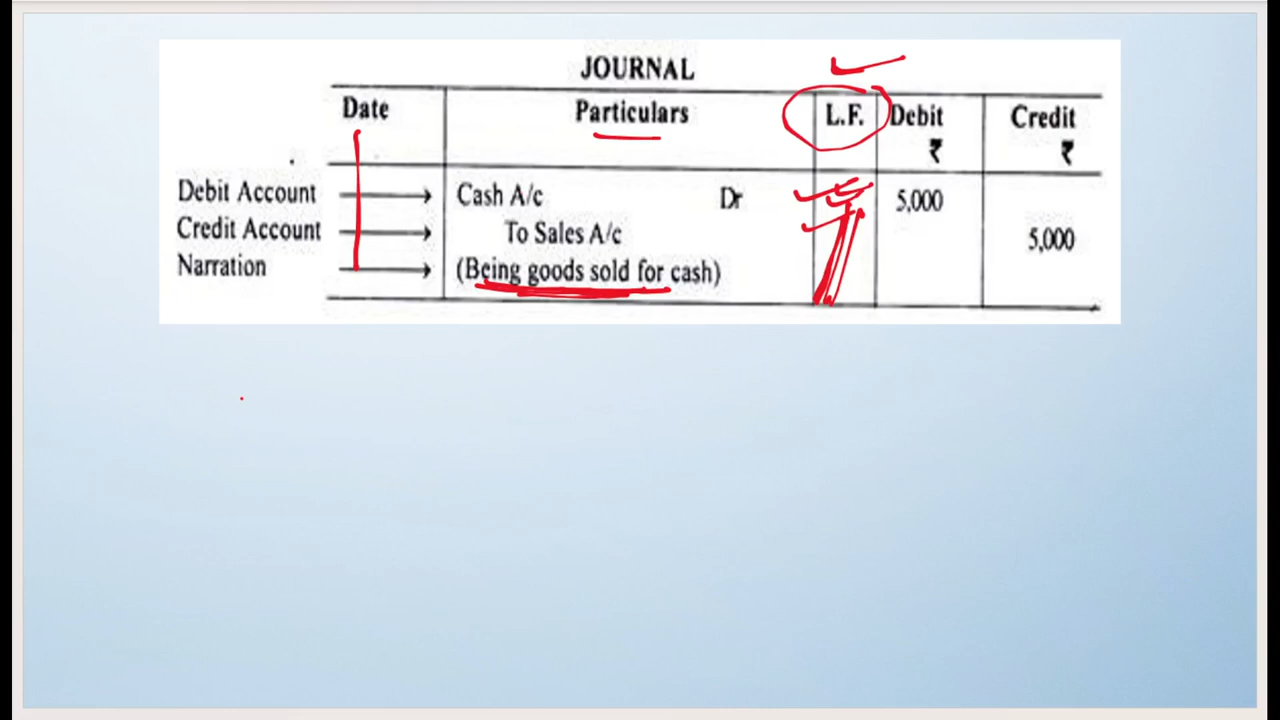 JOURNAL
Date Particulars L.F. Debit Credit
₹ ₹
Debit Account Cash A/c Dr 5,000
Credit Account To Sales A/c 5,000
Narration (Being goods sold for cash)